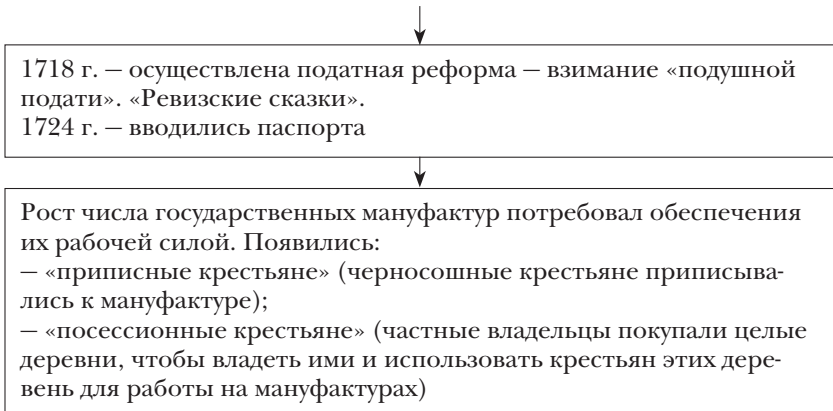 1718 г. — осуществлена податная реформа — взимание «подушной
подати». «Ревизские сказки».
1724 г. — вводились паспорта
Рост числа государственных мануфактур потребовал обеспечения
их рабочей силой. Появились:
— «приписные крестьяне» (черносошные крестьяне приписыва-
лись к мануфактуре);
— «посессионные крестьяне» (частные владельцы покупали целые
деревни, чтобы владеть ими и использовать крестьян этих дере-
вень для работы на мануфактурах)